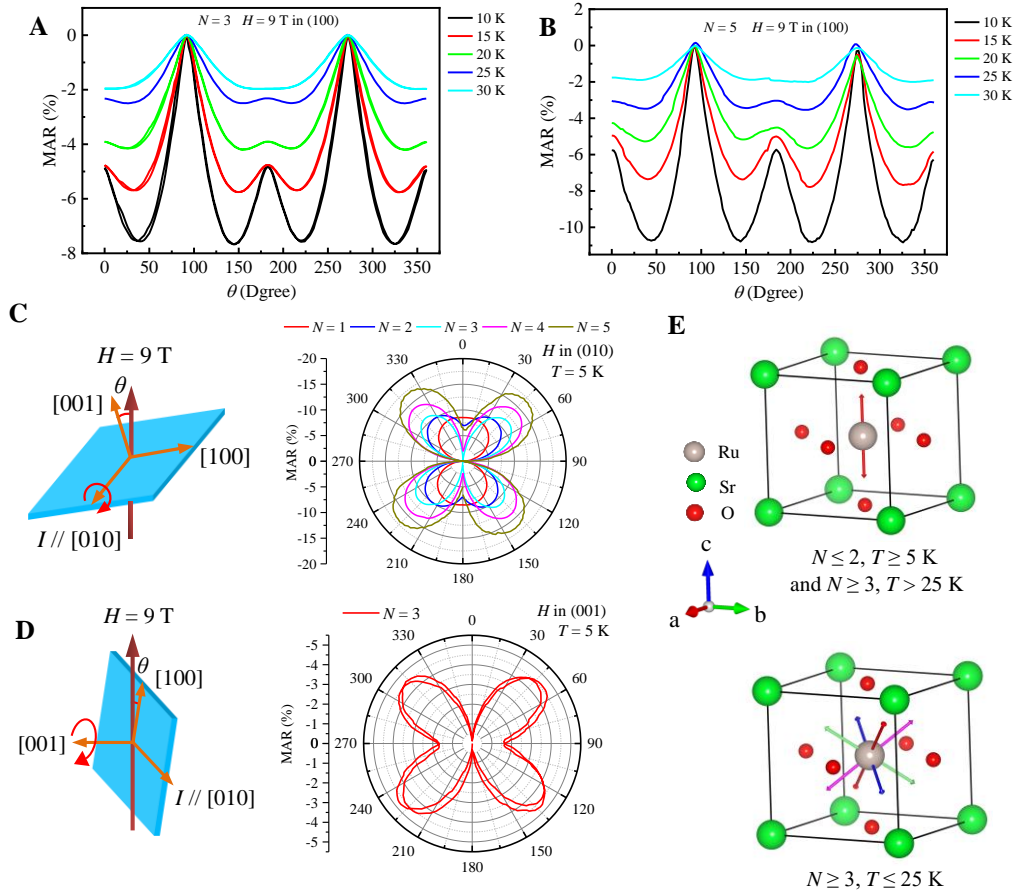 A
N = 3 H = 9 T in (100)
0
-2
-4
-6
-8
MAR (%)
0 50 100 150 200 250 300 350
θ (Dgree)
10 K
15 K
20 K
25 K
30 K
B
N = 5 H = 9 T in (100)
2
0
-2
-4
-6
-8
-10
MAR (%)
0 50 100 150 200 250 300 350
θ (Dgree)
10 K
15 K
20 K
25 K
30 K
C
H = 9 T
θ
[001]
[100]
I // [010]
N = 1 N = 2 N = 3 N = 4 N = 5
H in (010)
T = 5 K
-20
-15
-10
-5
0
-5
-10
-15
-20
MAR (%)
0
30
60
90
120
150
180
210
240
270
300
330
D
H = 9 T
θ
[100]
[001]
I // [010]
N = 3
H in (001)
T = 5 K
-5
-4
-3
-2
-1
0
-1
-2
-3
-4
-5
MAR (%)
0
30
60
90
120
150
180
210
240
270
300
330
E
Ru
Sr
O
N ≤ 2, T ≥ 5 K
and N ≥ 3, T > 25 K
c
a
b
N ≥ 3, T ≤ 25 K